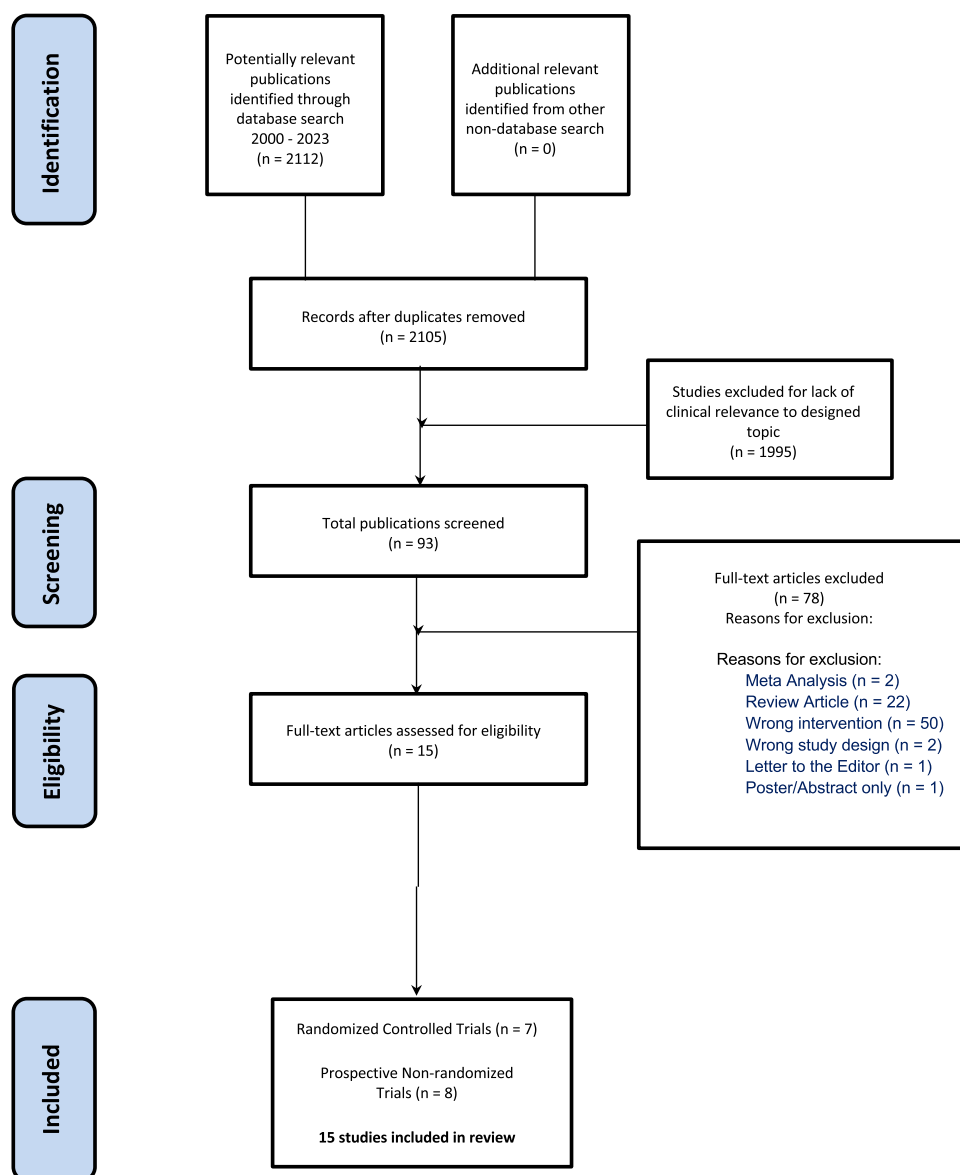 Identification
Potentially relevant
publications
identified through
database search
2000 - 2023
(n = 2112)
Additional relevant
publications
identified from other
non-database search
(n = 0)
Records after duplicates removed
(n = 2105)
Studies excluded for lack of
clinical relevance to designed
topic
(n = 1995)
Screening
Total publications screened
(n = 93)
Full-text articles excluded
(n = 78)
Reasons for exclusion:
Reasons for exclusion:
Meta Analysis (n = 2)
Review Article (n = 22)
Wrong intervention (n = 50)
Wrong study design (n = 2)
Letter to the Editor (n = 1)
Poster/Abstract only (n = 1)
Eligibility
Full-text articles assessed for eligibility
(n = 15)
Included
Randomized Controlled Trials (n = 7)
Prospective Non-randomized
Trials (n = 8)
15 studies included in review